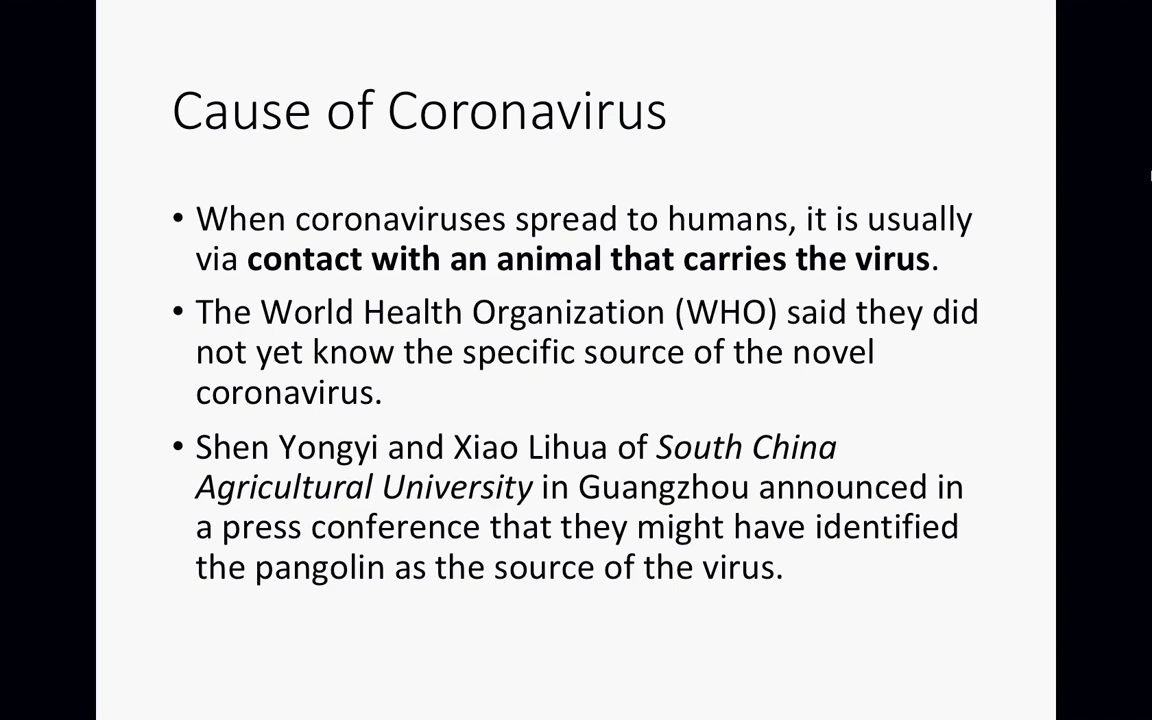 Cause of Coronavirus
• When coronaviruses spread to humans, it is usually
via contact with an animal that carries the virus.
• The World Health Organization (WHO) said they did
not yet know the specific source of the novel
coronavirus.
• Shen Yongyi and Xiao Lihua of South China
Agricultural University in Guangzhou announced in
a press conference that they might have identified
the pangolin as the source of the virus.